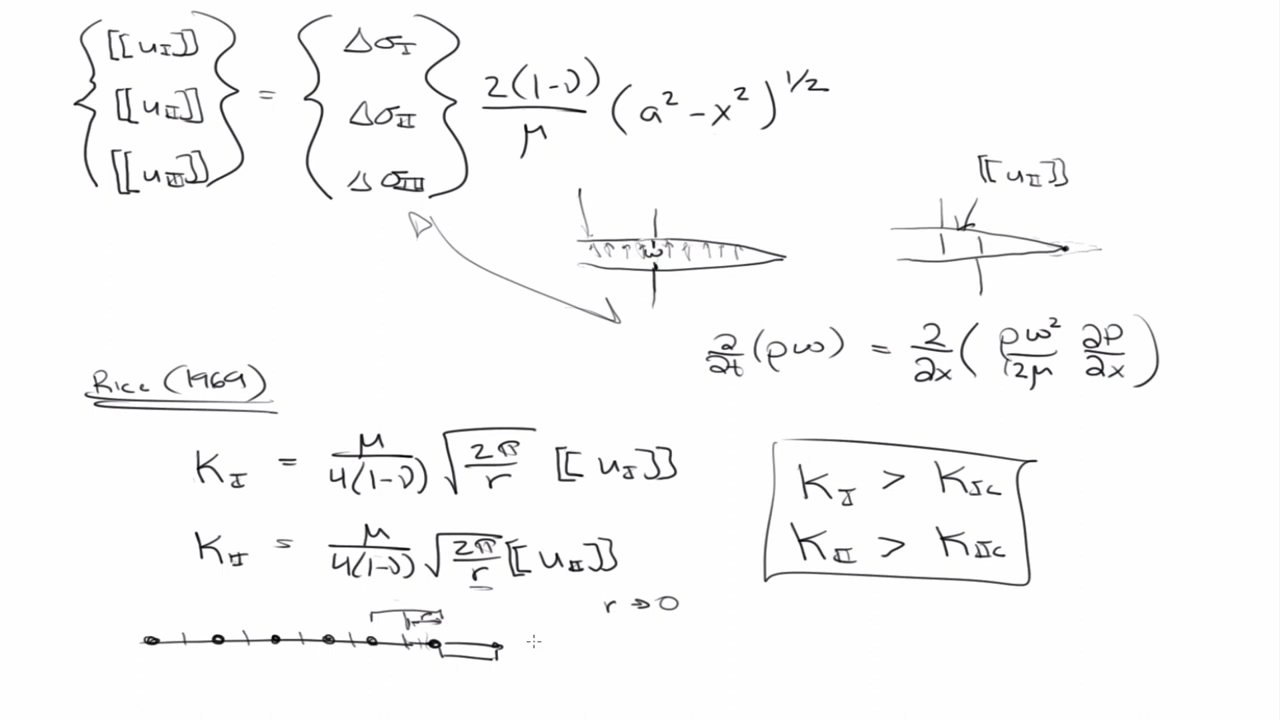 {[[u_I]] [[u_II]] [[u_III]]} = {Δσ_I Δσ_II Δσ_III} 2(1-ν)/μ (a² - x²)^1/2
[[u_II]]
w
∂/∂t (ρw) = ∂/∂x (ρw²/12μ ∂P/∂x)
Rice (1969)
K_I = μ/4(1-ν) √(2π/r) [[u_I]]
K_I > K_Ic
K_II = μ/4(1-ν) √(2π/r) [[u_II]]
K_II > K_IIc
r → 0